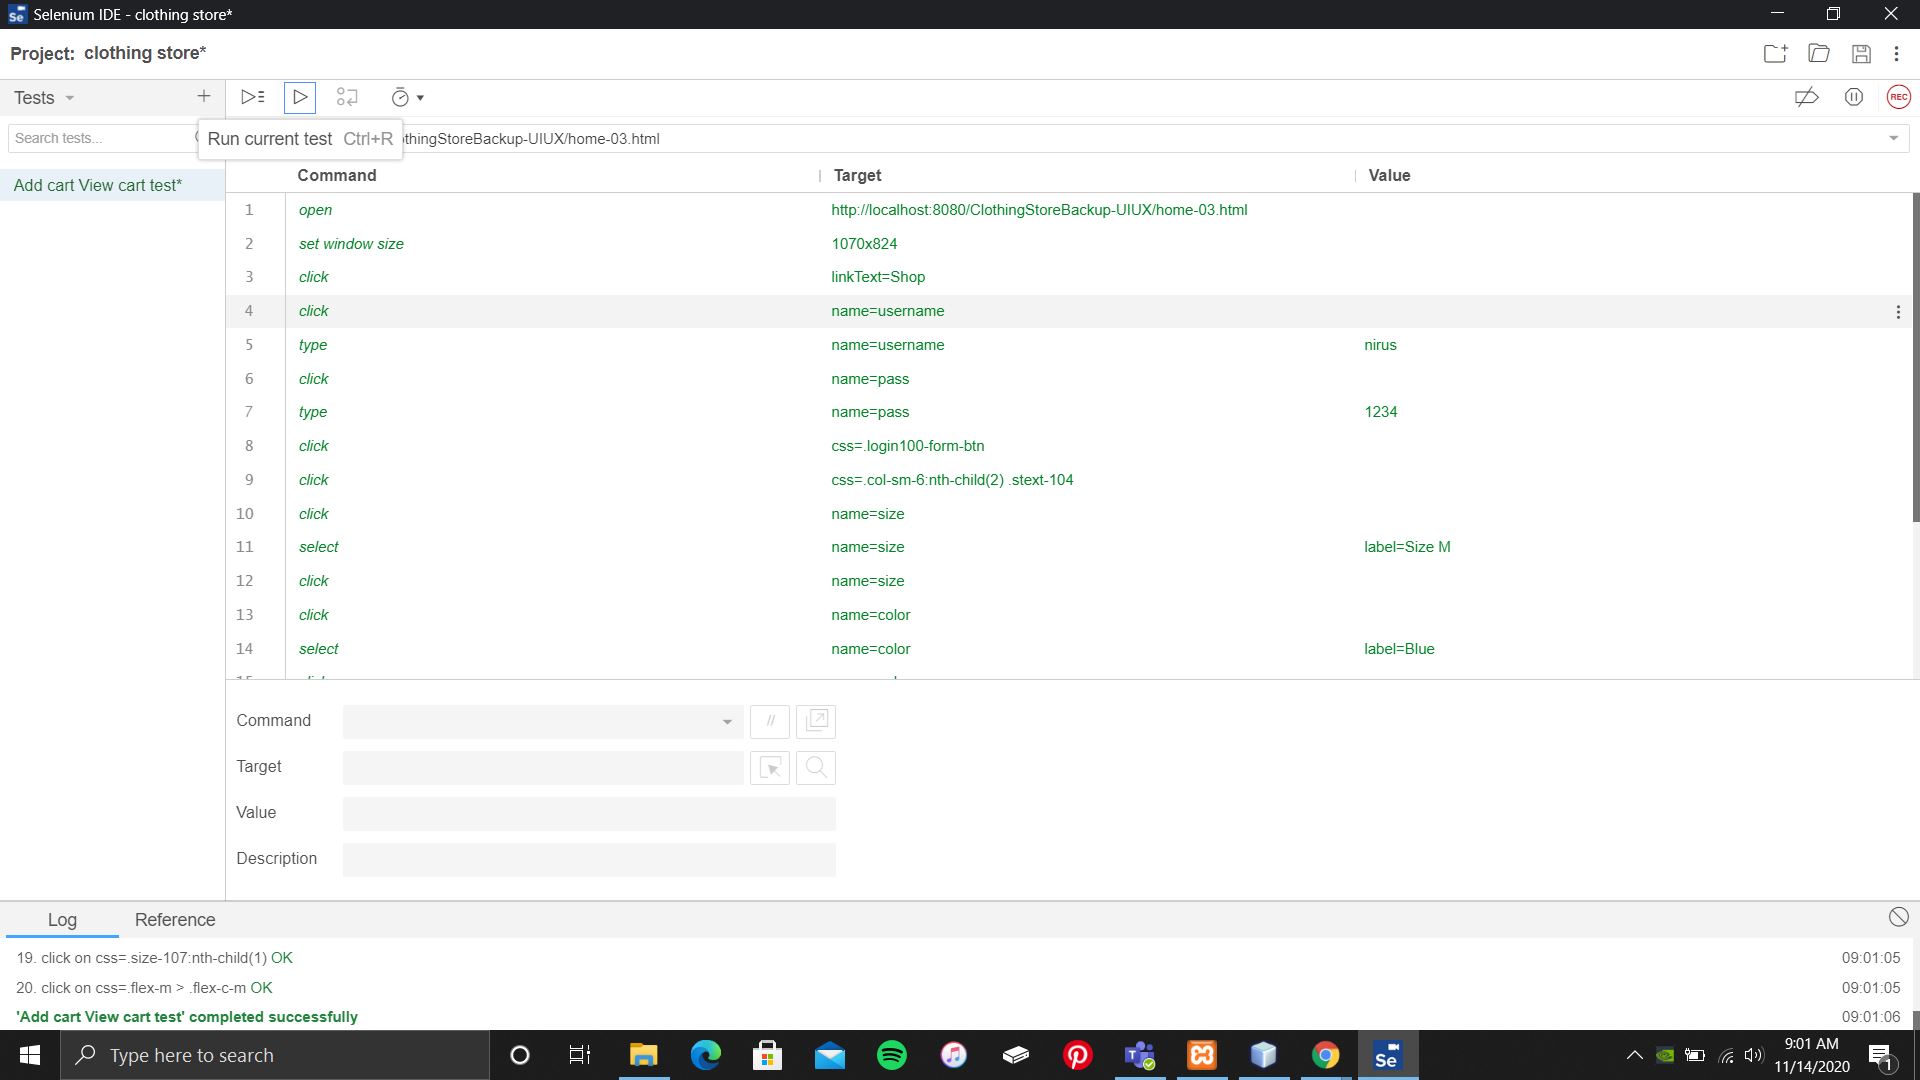 Selenium IDE - clothing store*
Project: clothing store*
Tests
Search tests...
Run current test Ctrl+R
thingStoreBackup-UIUX/home-03.html
REC
Add cart View cart test*
Command Target Value
1 open http://localhost:8080/ClothingStoreBackup-UIUX/home-03.html
2 set window size 1070x824
3 click linkText=Shop
4 click name=username
5 type name=username nirus
6 click name=pass
7 type name=pass 1234
8 click css=.login100-form-btn
9 click css=.col-sm-6:nth-child(2) .stext-104
10 click name=size
11 select name=size label=Size M
12 click name=size
13 click name=color
14 select name=color label=Blue
Command //
Target
Value
Description
Log Reference
19. click on css=.size-107:nth-child(1) OK 09:01:05
20. click on css=.flex-m > .flex-c-m OK 09:01:05
'Add cart View cart test' completed successfully 09:01:06
Type here to search
Se
9:01 AM
11/14/2020
1